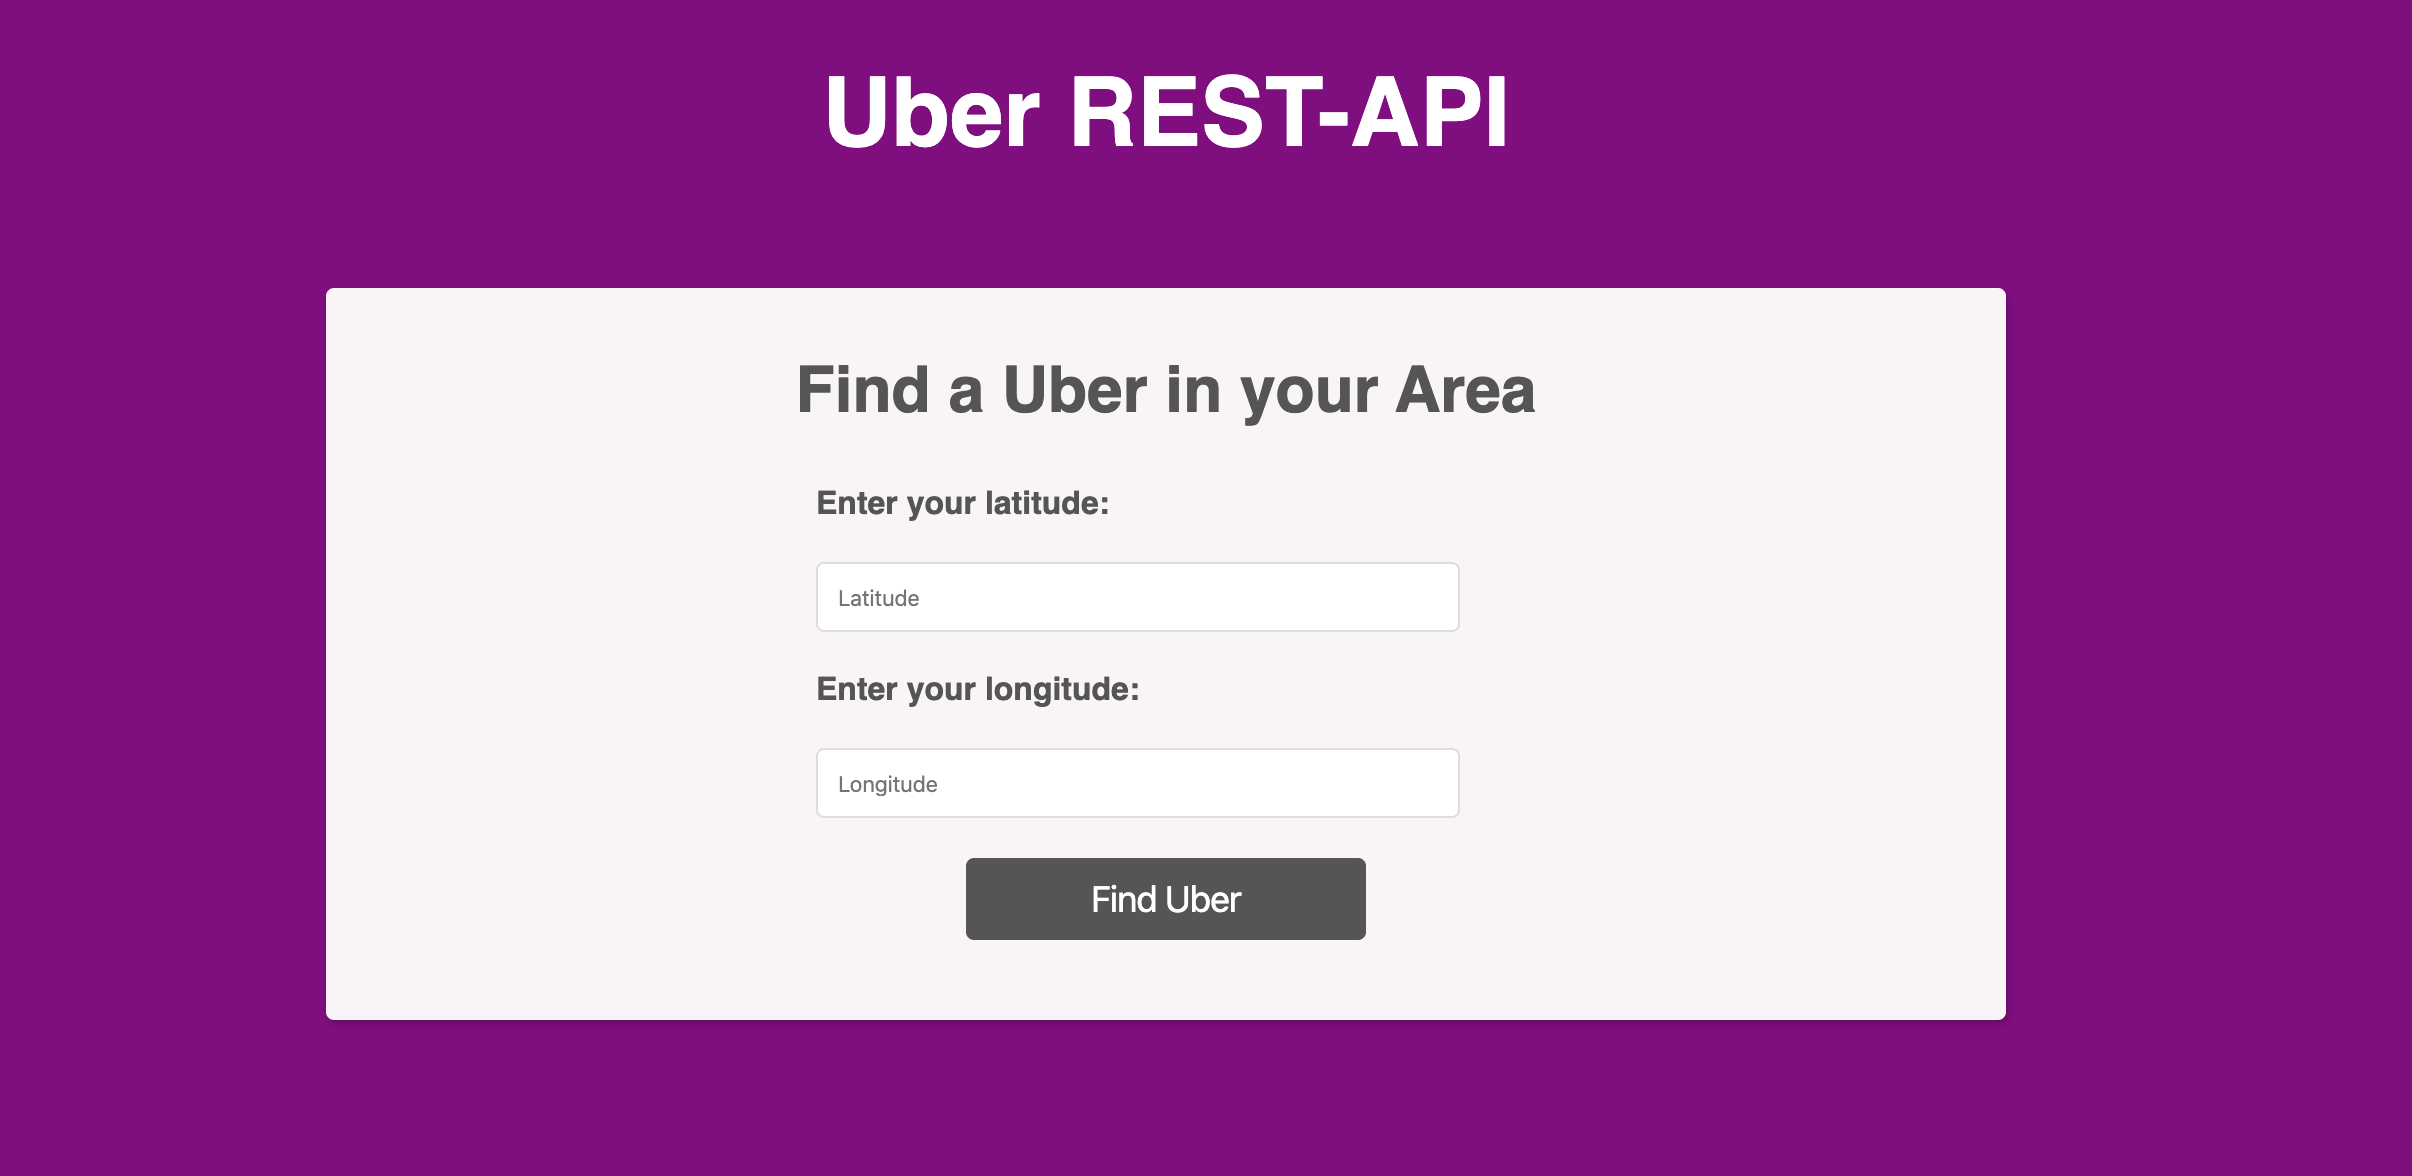 Uber REST-API
Find a Uber in your Area
Enter your latitude:
Latitude
Enter your longitude:
Longitude
Find Uber